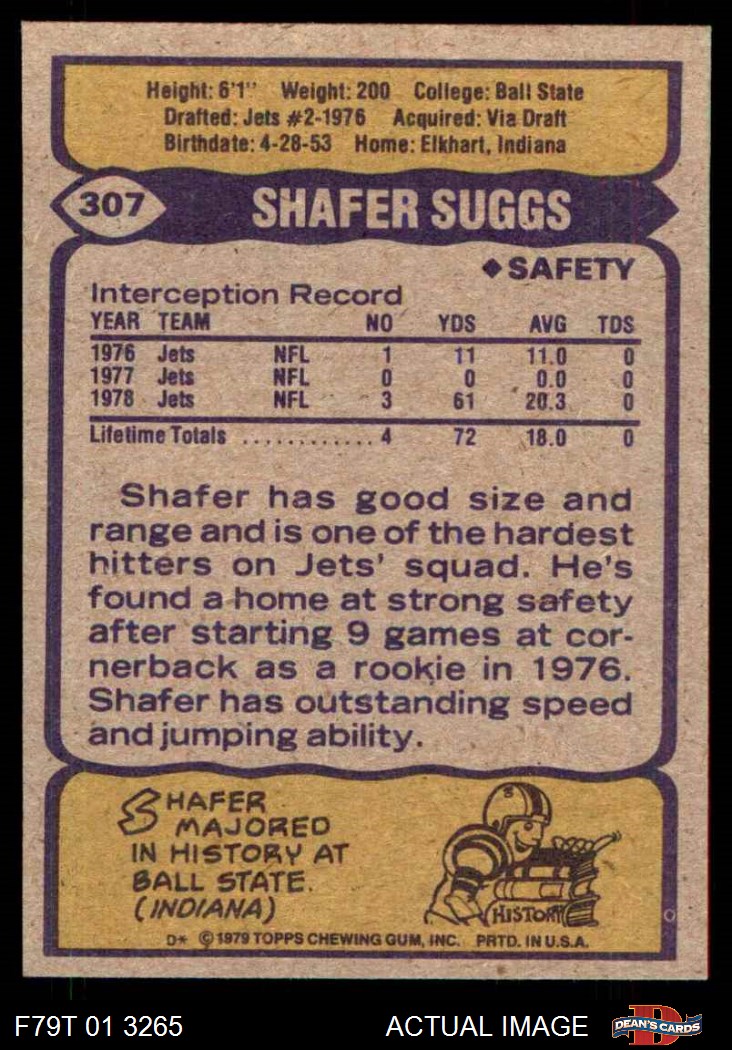 Height: 6'1" Weight: 200 College: Ball State
Drafted: Jets #2-1976 Acquired: Via Draft
Birthdate: 4-28-53 Home: Elkhart, Indiana
307 SHAFER SUGGS
◆ SAFETY
Interception Record
YEAR TEAM NO YDS AVG TDS
1976 Jets NFL 1 11 11.0 0
1977 Jets NFL 0 0 0.0 0
1978 Jets NFL 3 61 20.3 0
Lifetime Totals ............ 4 72 18.0 0
Shafer has good size and
range and is one of the hardest
hitters on Jets' squad. He's
found a home at strong safety
after starting 9 games at cor-
nerback as a rookie in 1976.
Shafer has outstanding speed
and jumping ability.
SHAFER
MAJORED
IN HISTORY AT
BALL STATE.
(INDIANA)
HISTORY
D* © 1979 TOPPS CHEWING GUM, INC. PRTD. IN U.S.A.
F79T 01 3265 ACTUAL IMAGE D DEAN'S CARDS